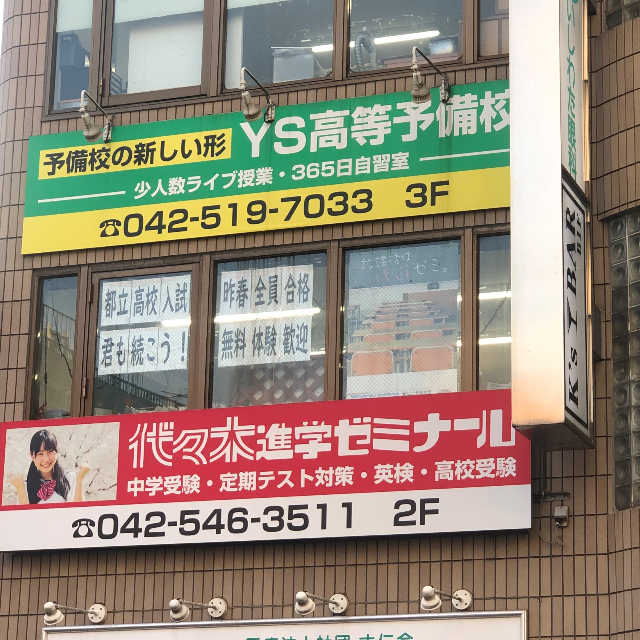 予備校の新しい形
YS高等予備校
少人数ライブ授業・365日自習室
☎042-519-7033 3F
都立高校入試
昨春全員合格
君も続こう！
無料体験歓迎
代々木進学ゼミナール
中学受験・定期テスト対策・英検・高校受験
☎042-546-3511 2F
K's T BAR